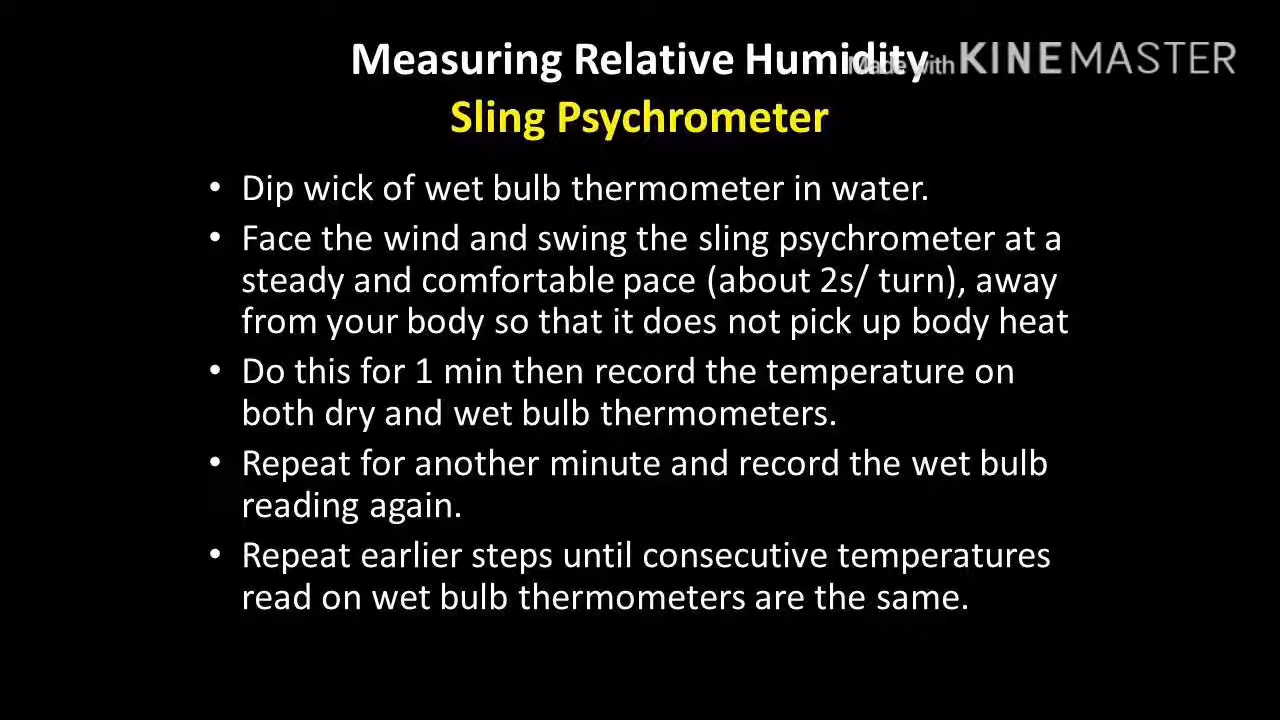 Measuring Relative Humidity
Made with KINEMASTER
Sling Psychrometer
• Dip wick of wet bulb thermometer in water.
• Face the wind and swing the sling psychrometer at a
steady and comfortable pace (about 2s/ turn), away
from your body so that it does not pick up body heat
• Do this for 1 min then record the temperature on
both dry and wet bulb thermometers.
• Repeat for another minute and record the wet bulb
reading again.
• Repeat earlier steps until consecutive temperatures
read on wet bulb thermometers are the same.